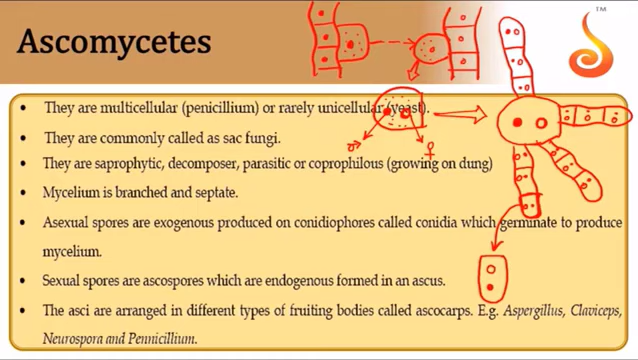 Ascomycetes
TM
They are multicellular (penicillium) or rarely unicellular (yeast).
They are commonly called as sac fungi.
They are saprophytic, decomposer, parasitic or coprophilous (growing on dung)
♂ ♀
Mycelium is branched and septate.
Asexual spores are exogenous produced on conidiophores called conidia which germinate to produce
mycelium.
Sexual spores are ascospores which are endogenous formed in an ascus.
The asci are arranged in different types of fruiting bodies called ascocarps. E.g. Aspergillus, Claviceps,
Neurospora and Pennicillium.